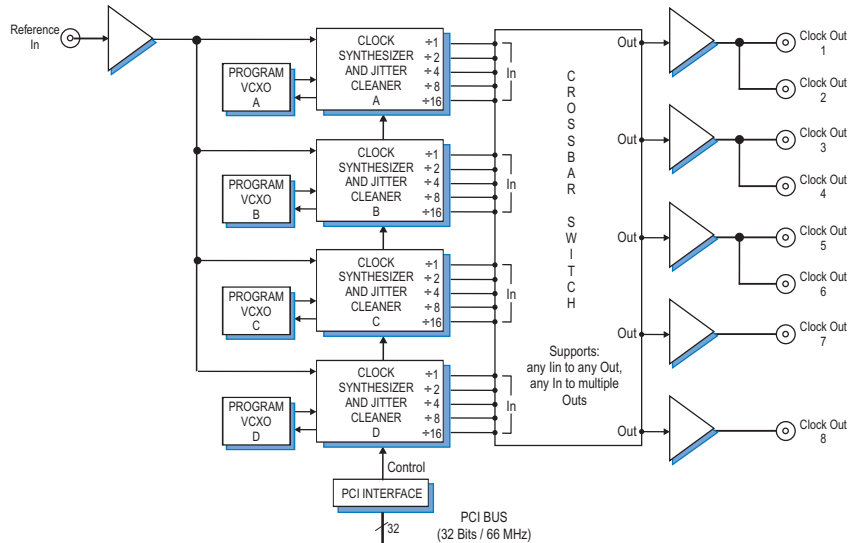 Reference
In
PROGRAM
VCXO
A
CLOCK
SYNTHESIZER
AND JITTER
CLEANER
A
÷1
÷2
÷4
÷8
÷16
In
PROGRAM
VCXO
B
CLOCK
SYNTHESIZER
AND JITTER
CLEANER
B
÷1
÷2
÷4
÷8
÷16
In
PROGRAM
VCXO
C
CLOCK
SYNTHESIZER
AND JITTER
CLEANER
C
÷1
÷2
÷4
÷8
÷16
In
PROGRAM
VCXO
D
CLOCK
SYNTHESIZER
AND JITTER
CLEANER
D
÷1
÷2
÷4
÷8
÷16
In
Control
PCI INTERFACE
32
PCI BUS
(32 Bits / 66 MHz)
CROSSBAR SWITCH
Supports:
any Iin to any Out,
any In to multiple
Outs
Out
Out
Out
Out
Out
Clock Out
1
Clock Out
2
Clock Out
3
Clock Out
4
Clock Out
5
Clock Out
6
Clock Out
7
Clock Out
8